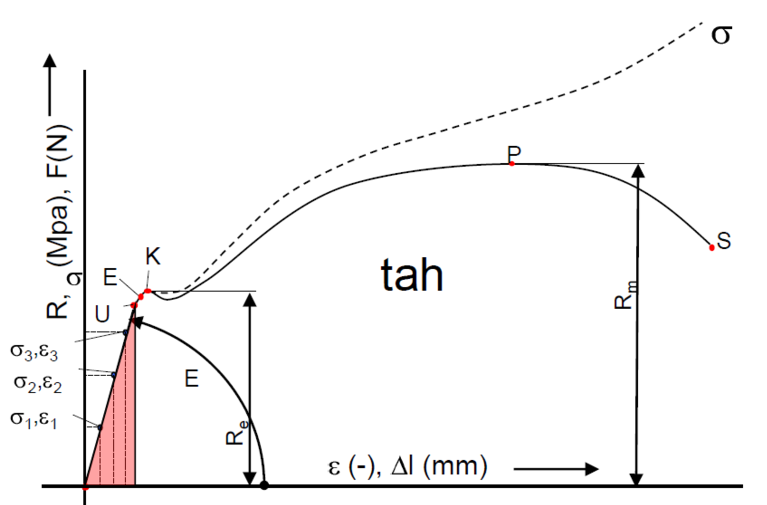 σ
P
S
K
E
U
R, σ (Mpa), F(N)
tah
σ3,ε3
σ2,ε2
σ1,ε1
E
Re
Rm
ε (-), Δl (mm)